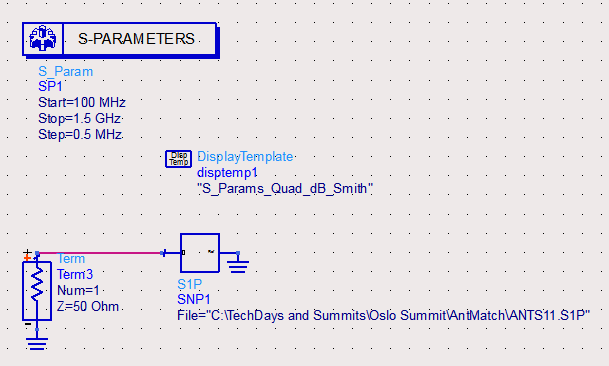 S-PARAMETERS
S_Param
SP1
Start=100 MHz
Stop=1.5 GHz
Step=0.5 MHz
Disp
Temp
DisplayTemplate
disptemp1
"S_Params_Quad_dB_Smith"
+
Term
Term3
Num=1
Z=50 Ohm
-
~
S1P
SNP1
File="C:\TechDays and Summits\Oslo Summit\AntMatch\ANTS11.S1P"